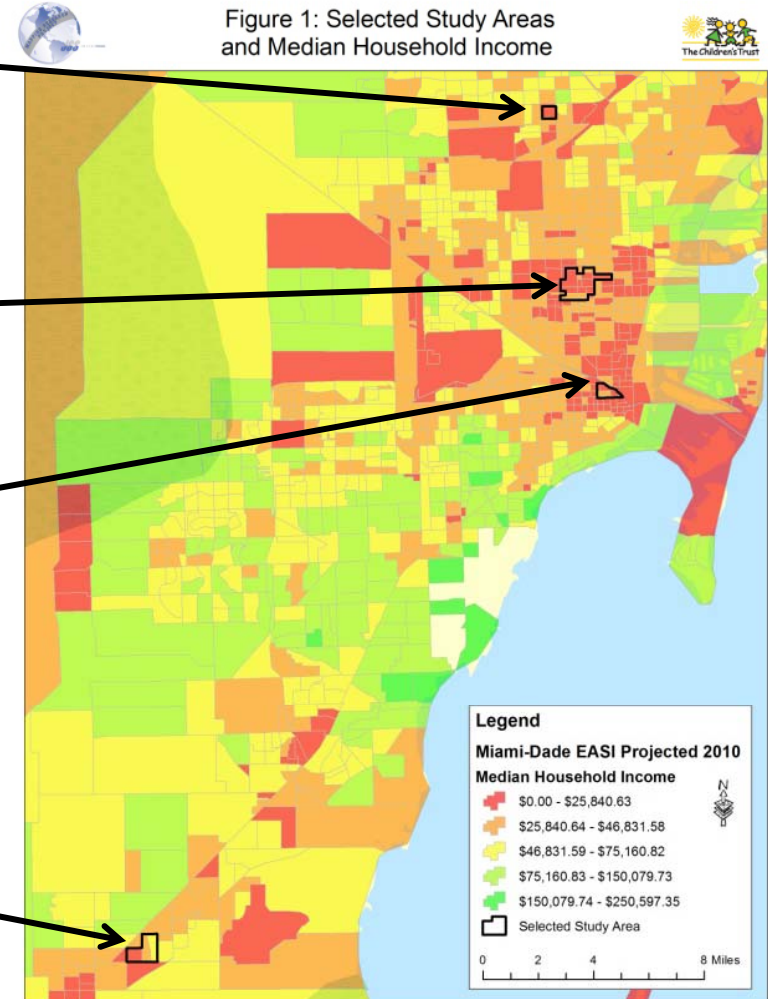 Figure 1: Selected Study Areas
and Median Household Income
The Children's Trust
Legend
Miami-Dade EASI Projected 2010
Median Household Income
N
$0.00 - $25,840.63
$25,840.64 - $46,831.58
$46,831.59 - $75,160.82
$75,160.83 - $150,079.73
$150,079.74 - $250,597.35
Selected Study Area
0 2 4 8 Miles